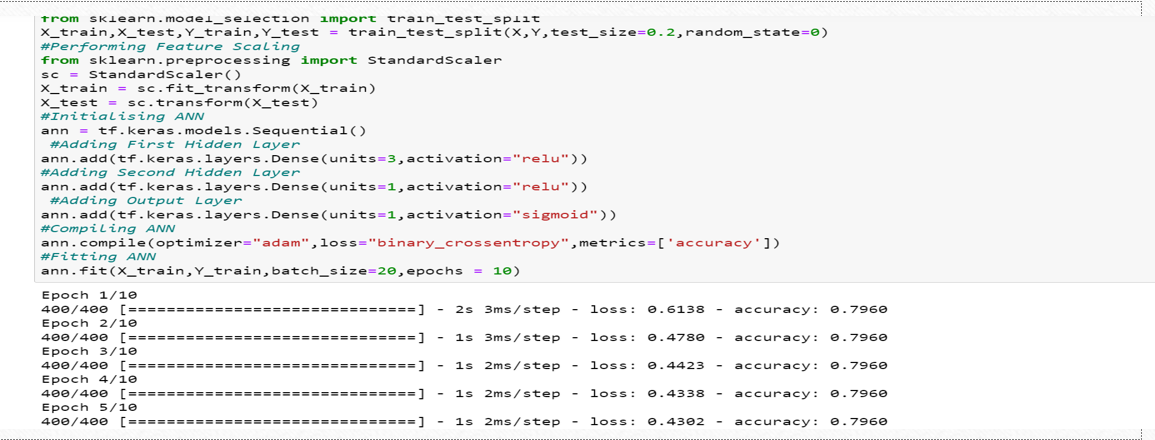 from sklearn.model_selection import train_test_split
X_train,X_test,Y_train,Y_test = train_test_split(X,Y,test_size=0.2,random_state=0)
#Performing Feature Scaling
from sklearn.preprocessing import StandardScaler
sc = StandardScaler()
X_train = sc.fit_transform(X_train)
X_test = sc.transform(X_test)
#Initialising ANN
ann = tf.keras.models.Sequential()
 #Adding First Hidden Layer
ann.add(tf.keras.layers.Dense(units=3,activation="relu"))
#Adding Second Hidden Layer
ann.add(tf.keras.layers.Dense(units=1,activation="relu"))
 #Adding Output Layer
ann.add(tf.keras.layers.Dense(units=1,activation="sigmoid"))
#Compiling ANN
ann.compile(optimizer="adam",loss="binary_crossentropy",metrics=['accuracy'])
#Fitting ANN
ann.fit(X_train,Y_train,batch_size=20,epochs = 10)
Epoch 1/10
400/400 [==============================] - 2s 3ms/step - loss: 0.6138 - accuracy: 0.7960
Epoch 2/10
400/400 [==============================] - 1s 3ms/step - loss: 0.4780 - accuracy: 0.7960
Epoch 3/10
400/400 [==============================] - 1s 2ms/step - loss: 0.4423 - accuracy: 0.7960
Epoch 4/10
400/400 [==============================] - 1s 2ms/step - loss: 0.4338 - accuracy: 0.7960
Epoch 5/10
400/400 [==============================] - 1s 2ms/step - loss: 0.4302 - accuracy: 0.7960